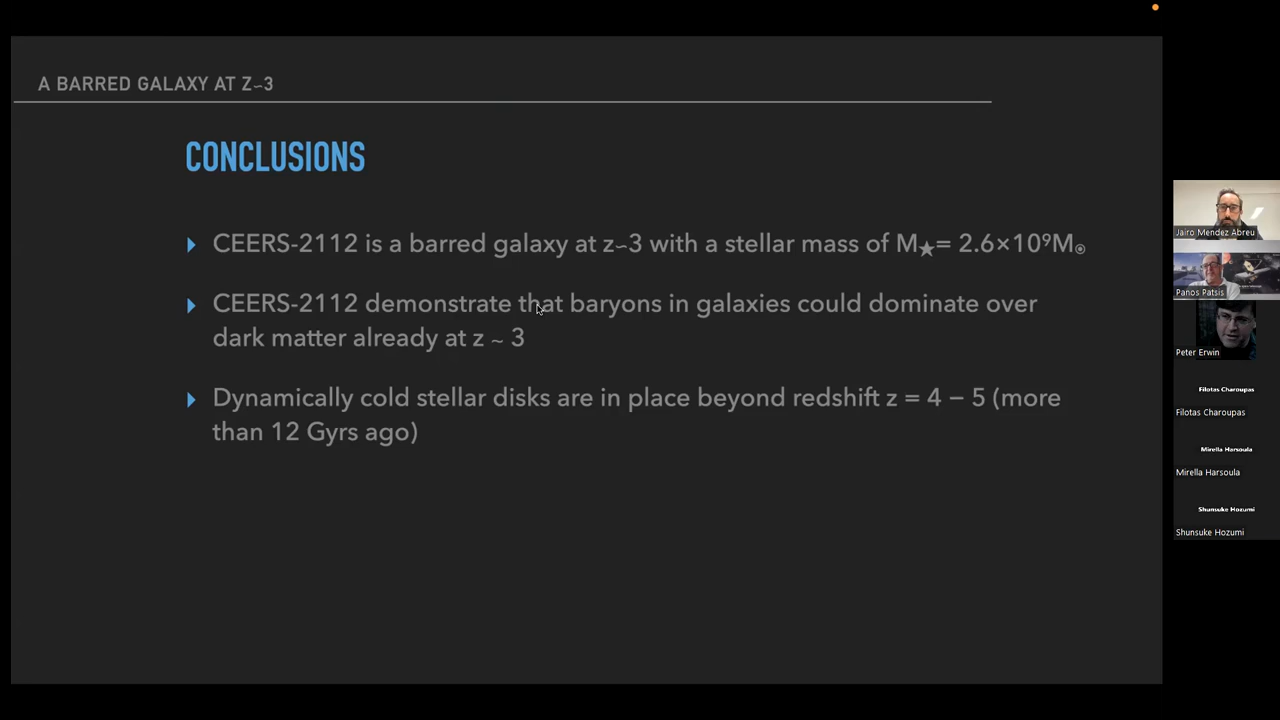 A BARRED GALAXY AT Z~3
CONCLUSIONS
CEERS-2112 is a barred galaxy at z~3 with a stellar mass of M★= 2.6×10⁹M⊙
CEERS-2112 demonstrate that baryons in galaxies could dominate over
dark matter already at z ~ 3
Dynamically cold stellar disks are in place beyond redshift z = 4 – 5 (more
than 12 Gyrs ago)
Jairo Mendez Abreu
Panos Patsis
Peter Erwin
Filotas Charoupas
Filotas Charoupas
Mirella Harsoula
Mirella Harsoula
Shunsuke Hozumi
Shunsuke Hozumi